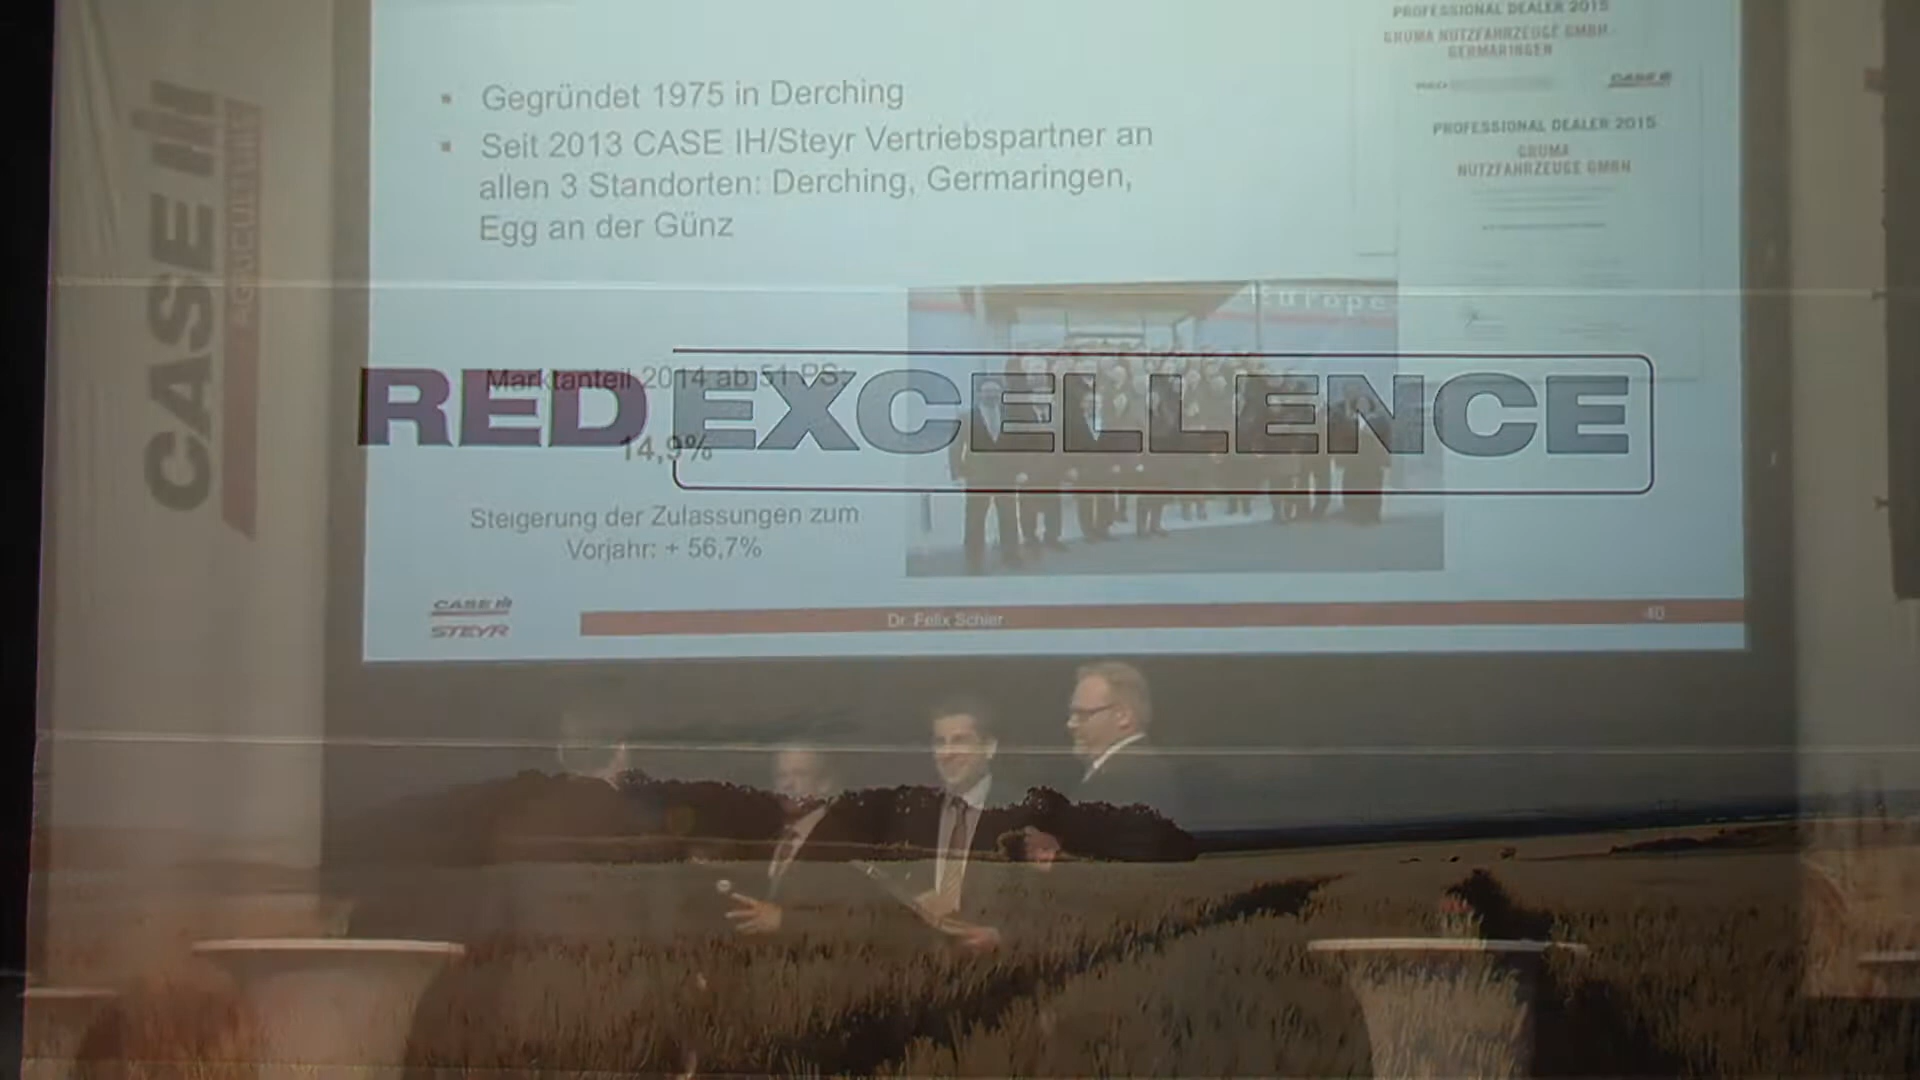 PROFESSIONAL DEALER 2015
GRUMA NUTZFAHRZEUGE GMBH
GERMARINGEN
CASE IH
PROFESSIONAL DEALER 2015
GRUMA
NUTZFAHRZEUGE GMBH
▪ Gegründet 1975 in Derching
▪ Seit 2013 CASE IH/Steyr Vertriebspartner an
allen 3 Standorten: Derching, Germaringen,
Egg an der Günz
Europe
RED EXCELLENCE
Marktanteil 2014 ab 51 PS:
14,9%
Steigerung der Zulassungen zum
Vorjahr: + 56,7%
CASE IH
STEYR
Dr. Felix Schier
40
CASE IH
AGRICULTURE